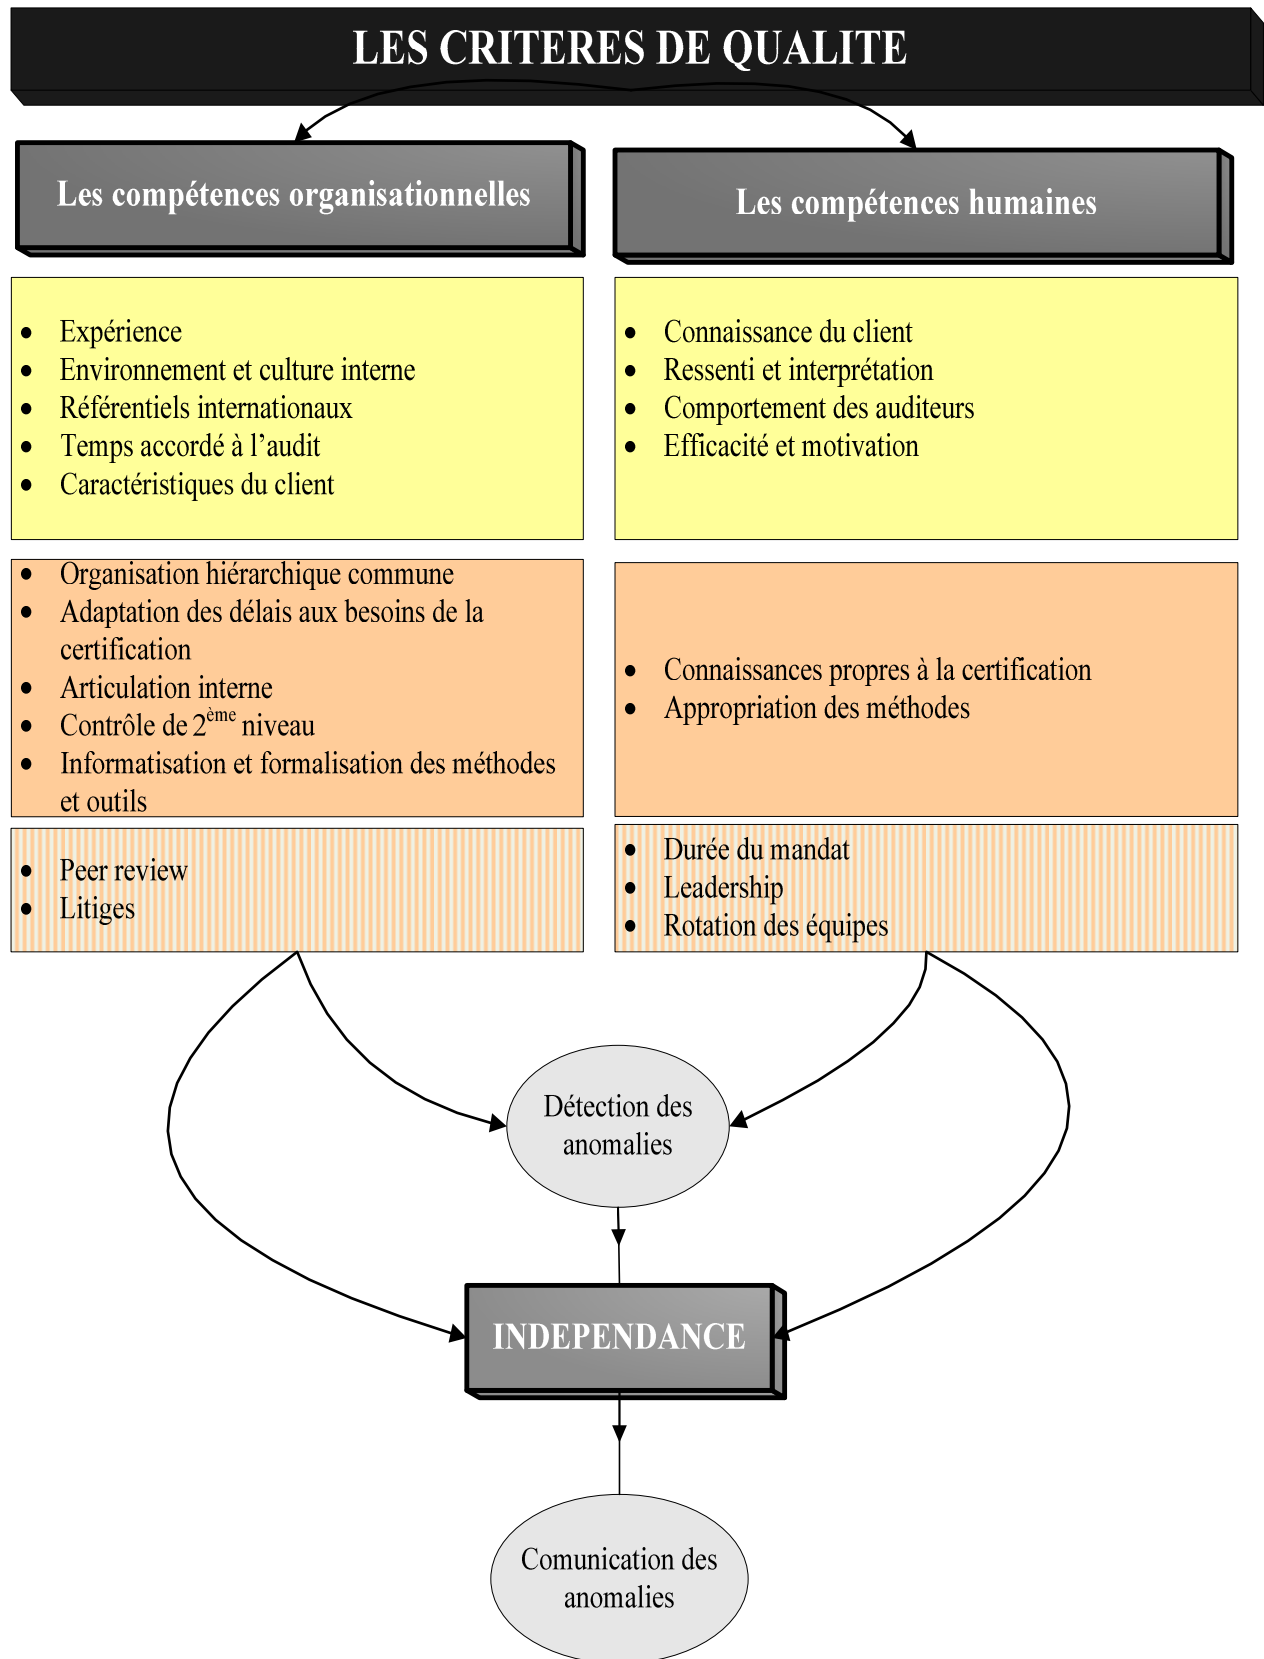 LES CRITERES DE QUALITE
Les compétences organisationnelles
Les compétences humaines
• Expérience
• Environnement et culture interne
• Référentiels internationaux
• Temps accordé à l’audit
• Caractéristiques du client
• Connaissance du client
• Ressenti et interprétation
• Comportement des auditeurs
• Efficacité et motivation
• Organisation hiérarchique commune
• Adaptation des délais aux besoins de la
certification
• Articulation interne
• Contrôle de 2ème niveau
• Informatisation et formalisation des méthodes
et outils
• Connaissances propres à la certification
• Appropriation des méthodes
• Peer review
• Litiges
• Durée du mandat
• Leadership
• Rotation des équipes
Détection des
anomalies
INDEPENDANCE
Comunication des
anomalies